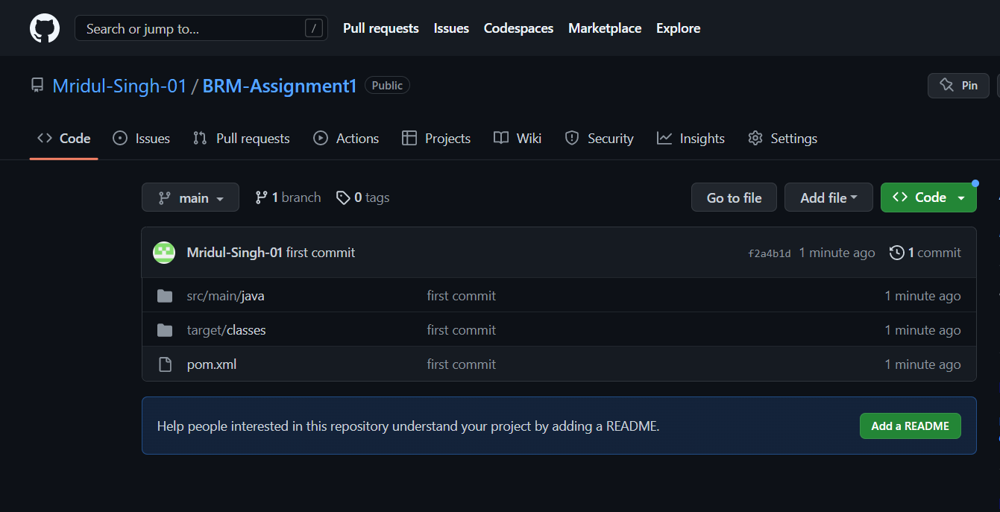 Search or jump to... / Pull requests Issues Codespaces Marketplace Explore
Mridul-Singh-01 / BRM-Assignment1 Public Pin
Code Issues Pull requests Actions Projects Wiki Security Insights Settings
main 1 branch 0 tags Go to file Add file Code
Mridul-Singh-01 first commit f2a4b1d 1 minute ago 1 commit
src/main/java first commit 1 minute ago
target/classes first commit 1 minute ago
pom.xml first commit 1 minute ago
Help people interested in this repository understand your project by adding a README. Add a README